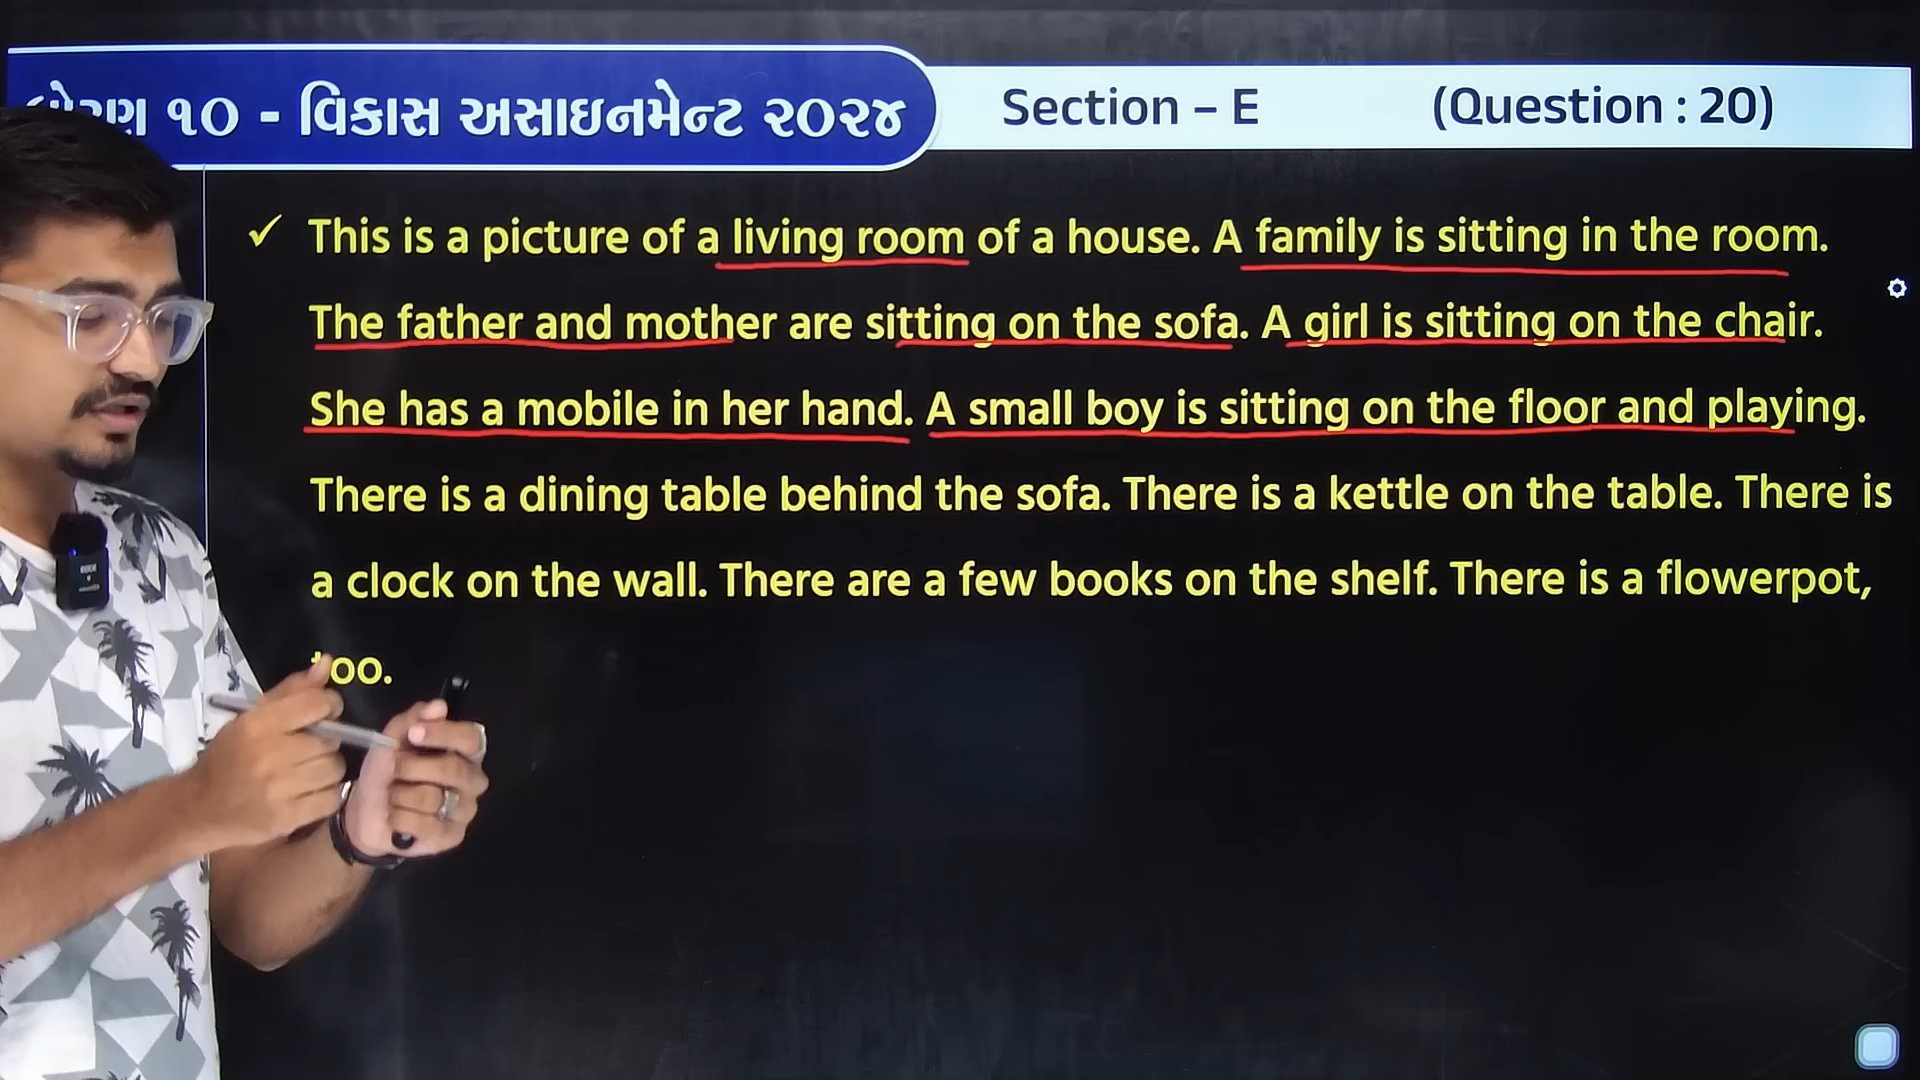 ધોરણ ૧૦ - વિકાસ અસાઇનમેન્ટ ૨૦૨૪ Section – E (Question : 20)
✓ This is a picture of a living room of a house. A family is sitting in the room.
The father and mother are sitting on the sofa. A girl is sitting on the chair.
She has a mobile in her hand. A small boy is sitting on the floor and playing.
There is a dining table behind the sofa. There is a kettle on the table. There is
a clock on the wall. There are a few books on the shelf. There is a flowerpot,
too.